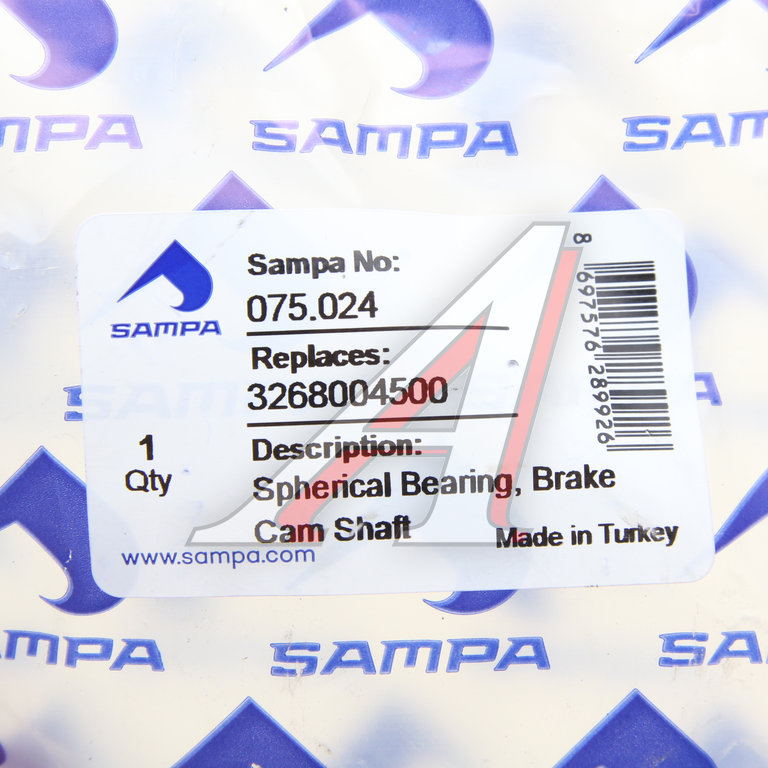 SAMPA
SAMPA
SAMPA
SAMPA
Sampa No:
075.024
Replaces:
3268004500
1
Qty
Description:
Spherical Bearing, Brake
Cam Shaft
Made in Turkey
www.sampa.com
8 697576 289926
SAMPA
SAMPA
SAMPA